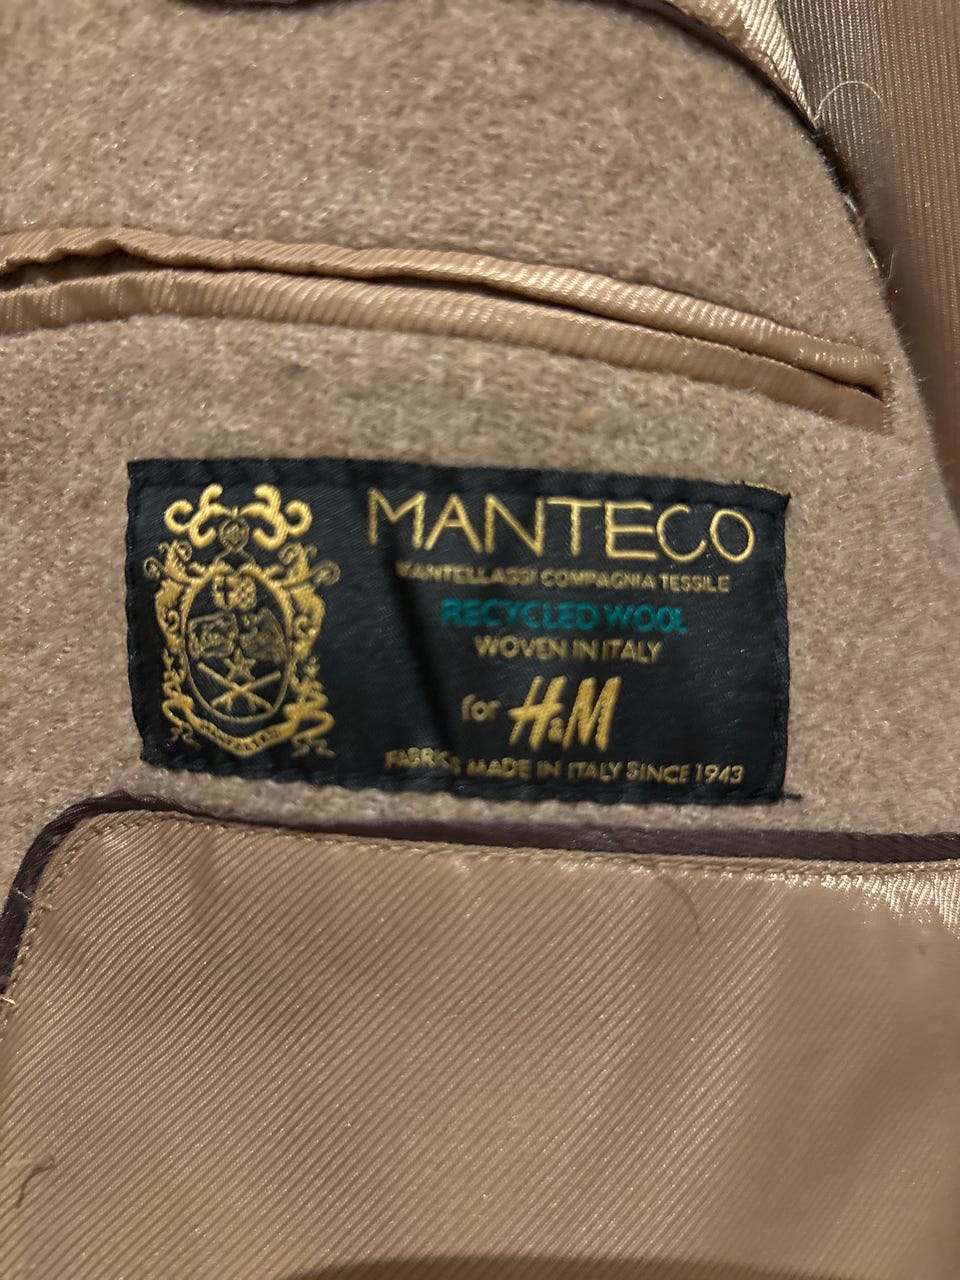 MANTECO
MANTELLASSI COMPAGNIA TESSILE
RECYCLED WOOL
WOVEN IN ITALY
for H&M
FABRICS MADE IN ITALY SINCE 1943